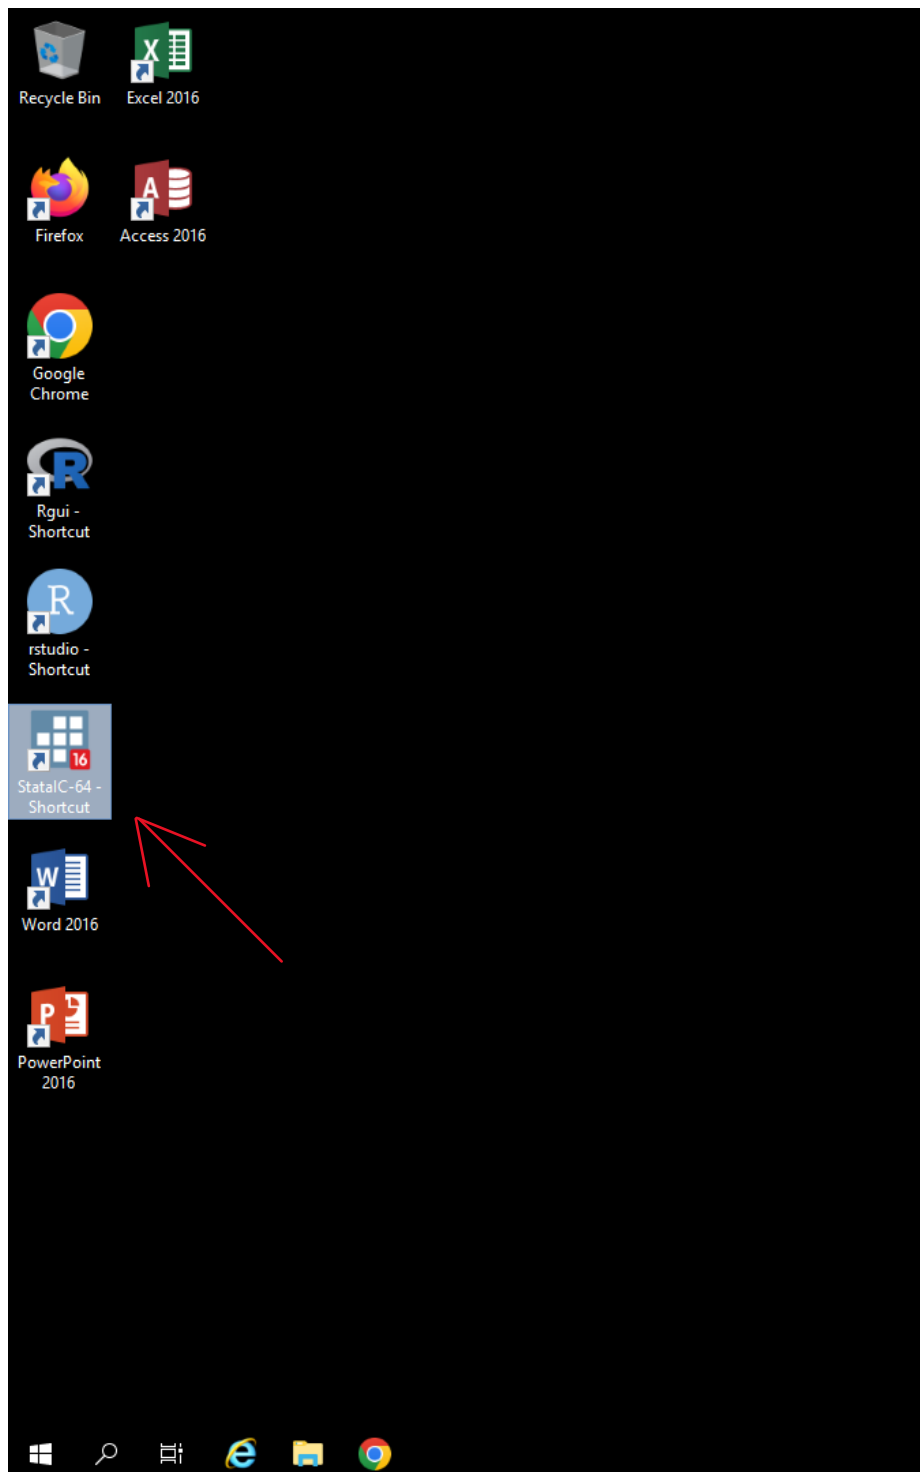 Recycle Bin
Excel 2016
Firefox
Access 2016
Google
Chrome
Rgui -
Shortcut
R
rstudio -
Shortcut
16
StataIC-64 -
Shortcut
Word 2016
PowerPoint
2016